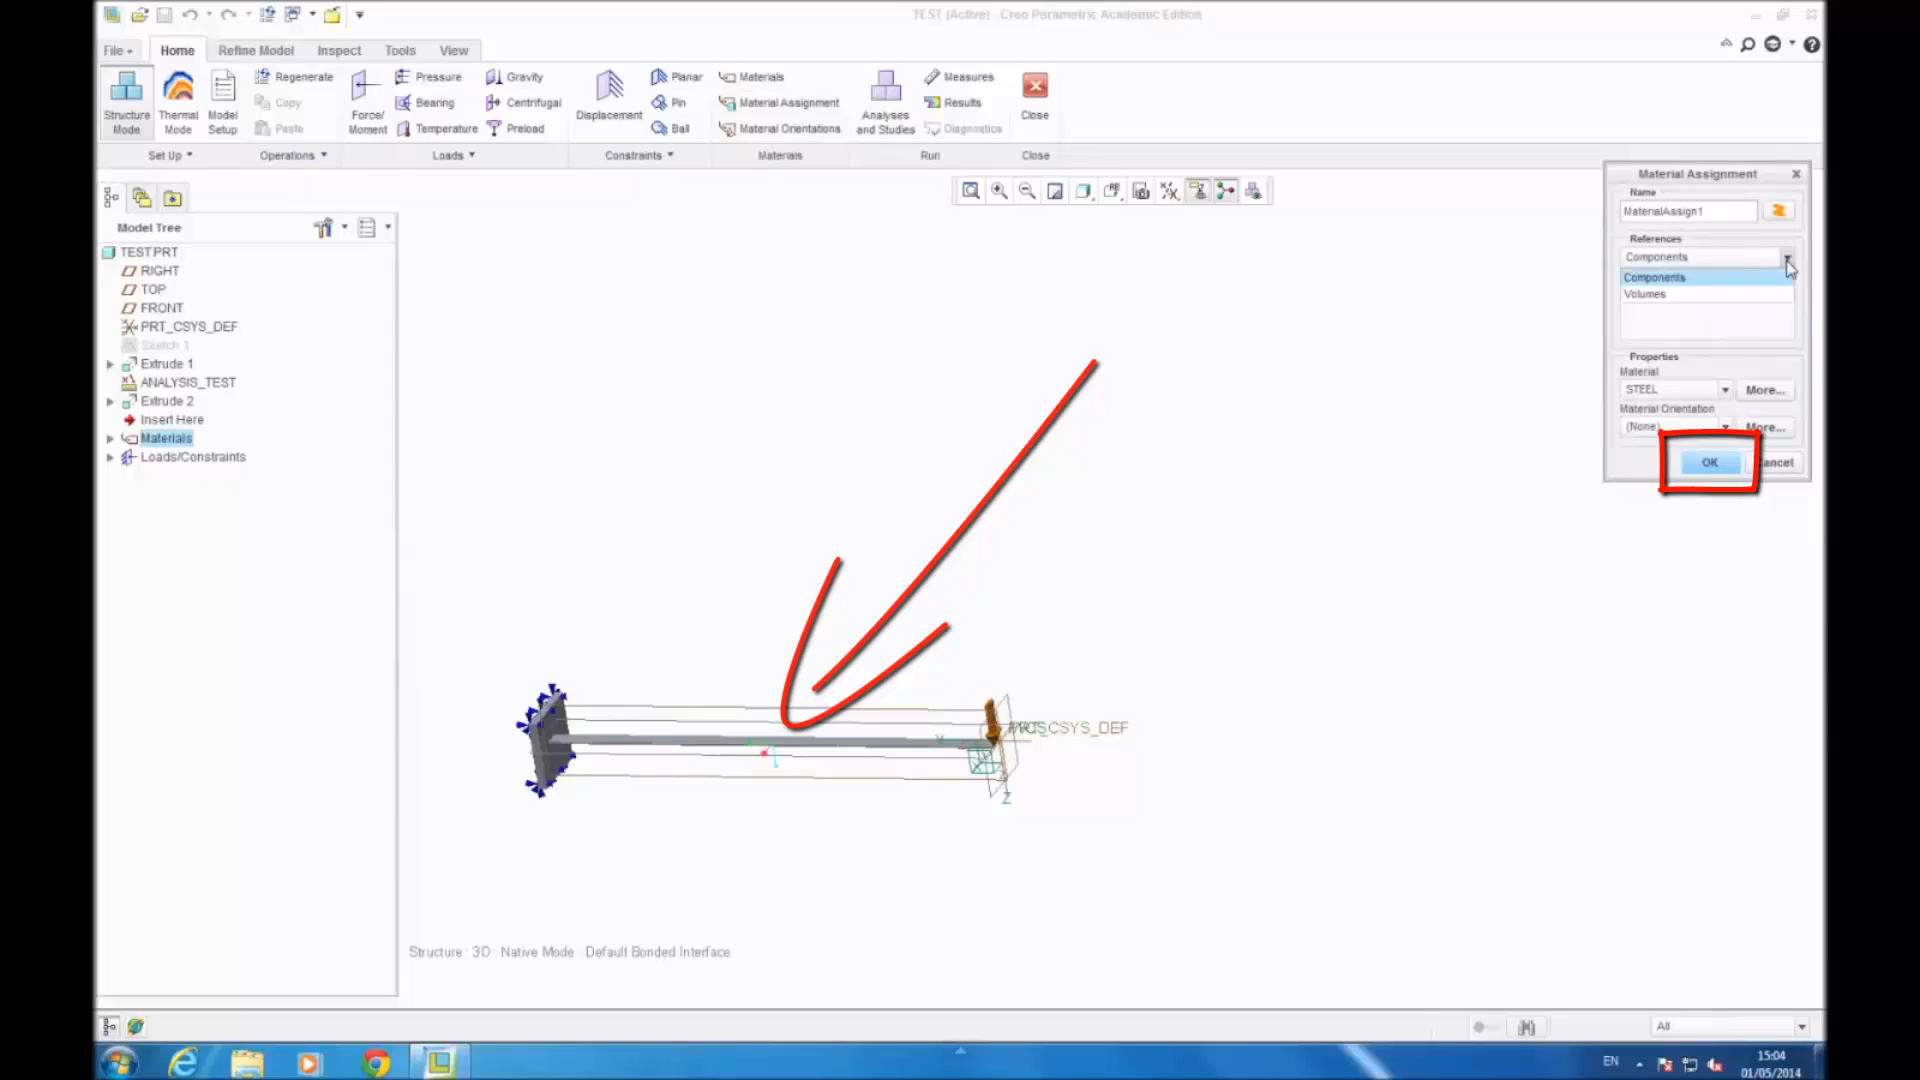 TEST (Active) - Creo Parametric Academic Edition
File Home Refine Model Inspect Tools View
Structure Mode
Thermal Mode
Model Setup
Regenerate
Copy
Paste
Force/ Moment
Pressure
Bearing
Temperature
Gravity
Centrifugal
Preload
Displacement
Planar
Pin
Ball
Materials
Material Assignment
Material Orientations
Analyses and Studies
Measures
Results
Diagnostics
Close
Set Up Operations Loads Constraints Materials Run Close
Model Tree
TEST.PRT
RIGHT
TOP
FRONT
PRT_CSYS_DEF
Sketch 1
Extrude 1
ANALYSIS_TEST
Extrude 2
Insert Here
Materials
Loads/Constraints
Material Assignment
Name
MaterialAssign1
References
Components
Components
Volumes
Properties
Material
STEEL More...
Material Orientation
(None) More...
OK Cancel
CSYS_DEF
Z
Structure : 3D : Native Mode Default Bonded Interface
All
EN
15:04
01/05/2014